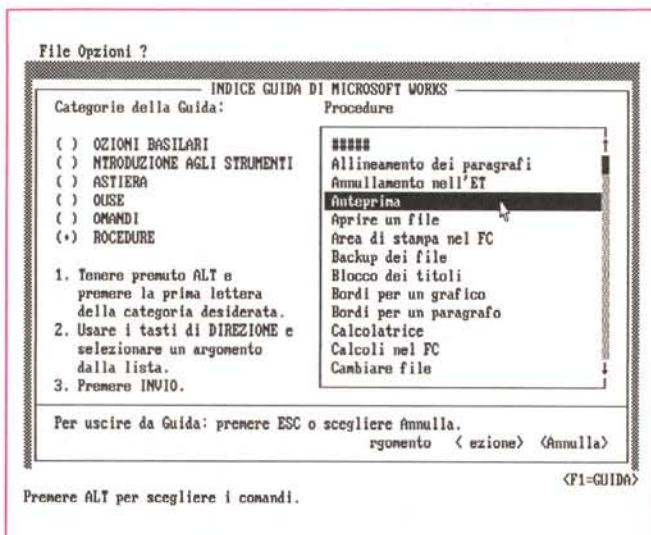 File Opzioni ?
INDICE GUIDA DI MICROSOFT WORKS
Categorie della Guida:
( ) OZIONI BASILARI
( ) NTRODUZIONE AGLI STRUMENTI
( ) ASTIERA
( ) OUSE
( ) OMANDI
(•) ROCEDURE
1. Tenere premuto ALT e
premere la prima lettera
della categoria desiderata.
2. Usare i tasti di DIREZIONE e
selezionare un argomento
dalla lista.
3. Premere INVIO.
Procedure
#####
Allineamento dei paragrafi
Annullamento nell'ET
Anteprima
Aprire un file
Area di stampa nel FC
Backup dei file
Blocco dei titoli
Bordi per un grafico
Bordi per un paragrafo
Calcolatrice
Calcoli nel FC
Cambiare file
Per uscire da Guida: premere ESC o scegliere Annulla.
rgomento < ezione> <Annulla>
<F1=GUIDA>
Premere ALT per scegliere i comandi.